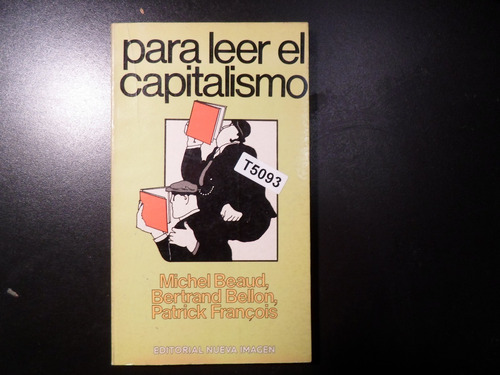 para leer el
capitalismo
T5093
Michel Beaud,
Bertrand Bellon,
Patrick François
EDITORIAL NUEVA IMAGEN